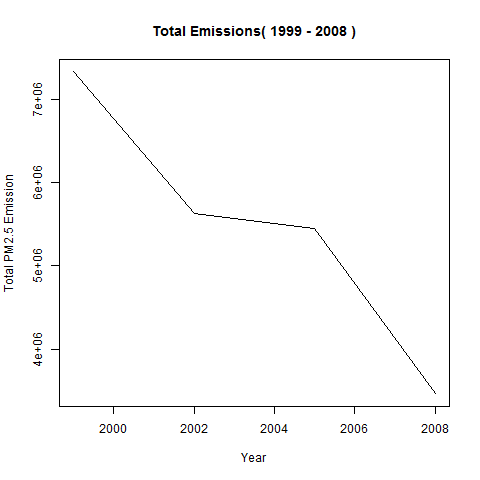 Total Emissions( 1999 - 2008 )
Total PM2.5 Emission
7e+06
6e+06
5e+06
4e+06
2000 2002 2004 2006 2008
Year